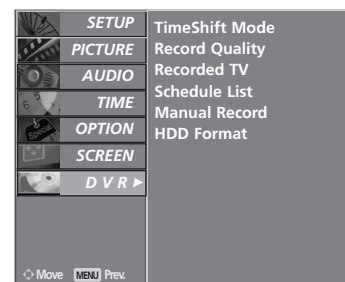 SETUP
PICTURE
AUDIO
TIME
OPTION
SCREEN
D V R
TimeShift Mode
Record Quality
Recorded TV
Schedule List
Manual Record
HDD Format
Move MENU Prev.